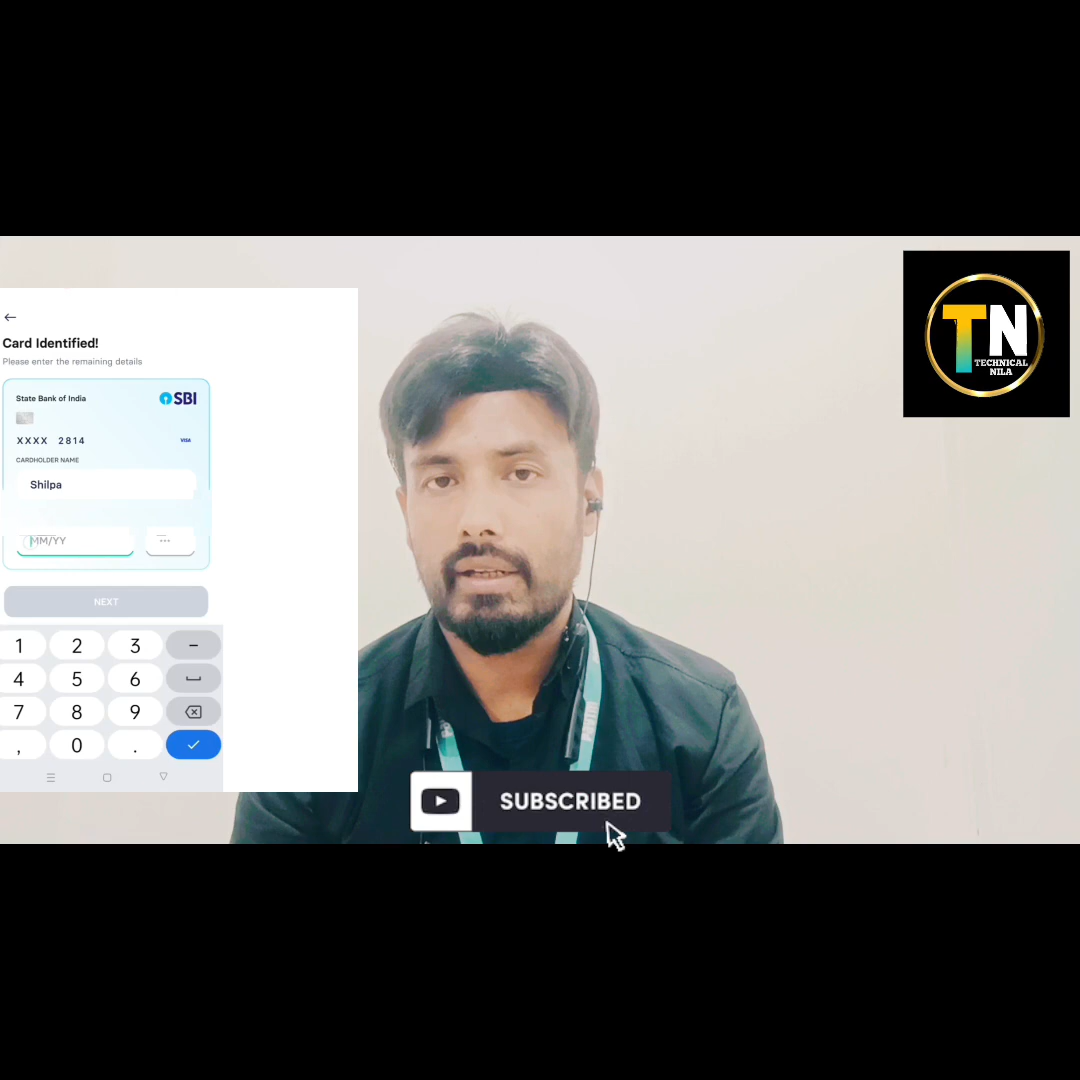 Card Identified!
Please enter the remaining details
State Bank of India
SBI
XXXX 2814
VISA
CARDHOLDER NAME
Shilpa
MM/YY
NEXT
1 2 3 -
4 5 6
7 8 9
, 0 .
TN
TECHNICAL
NILA
SUBSCRIBED